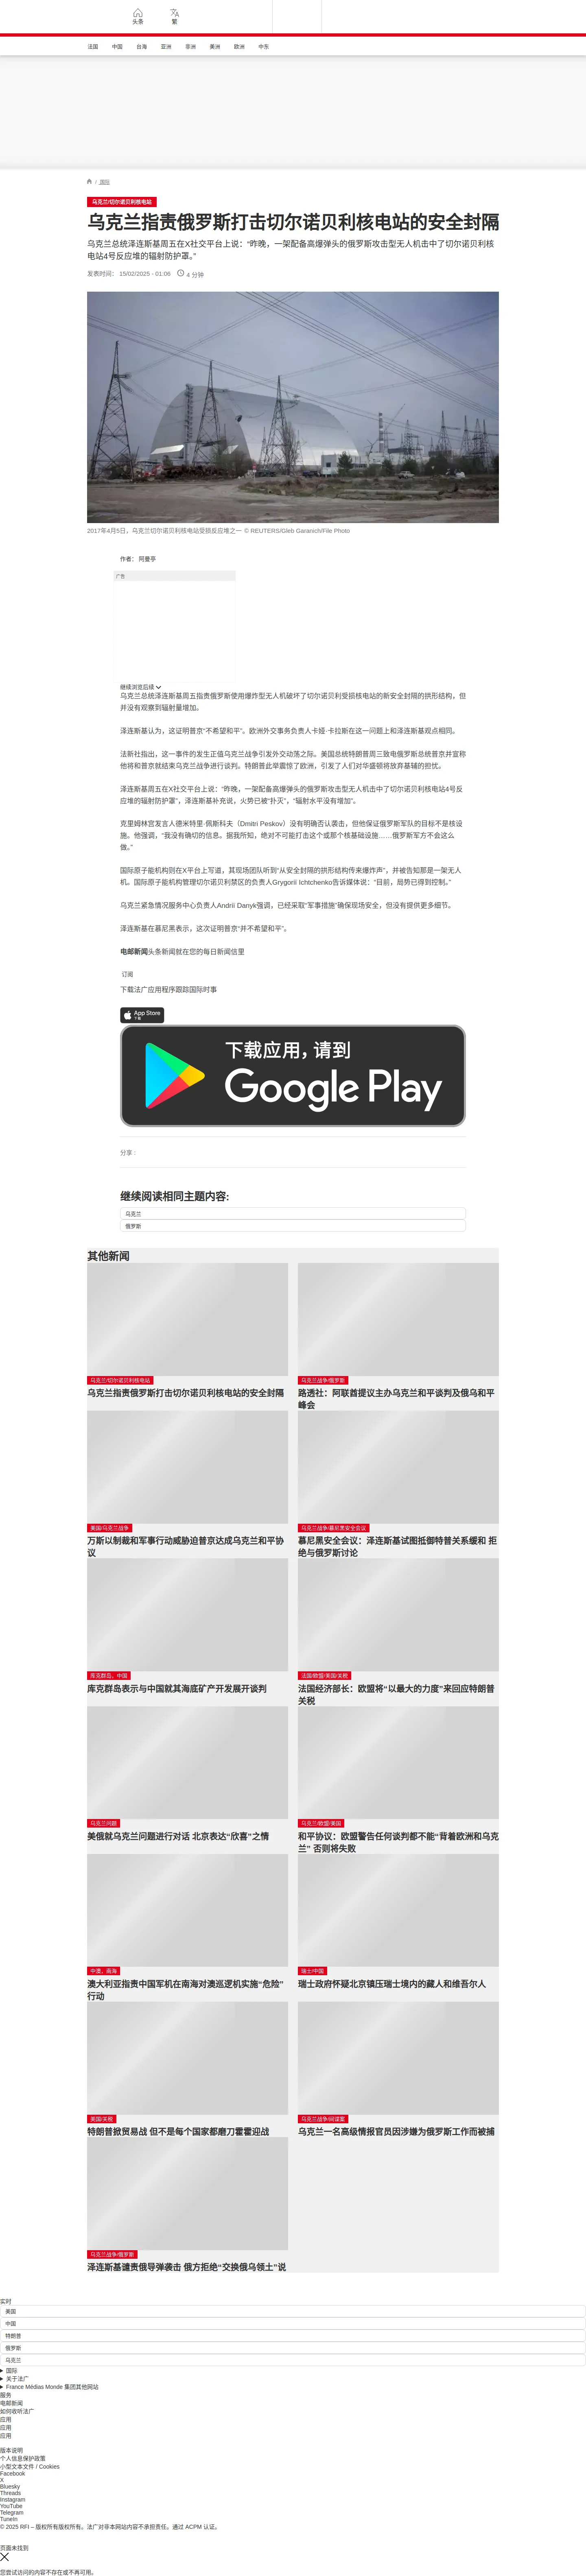 头条
繁
法国
中国
台海
亚洲
非洲
美洲
欧洲
中东
/ 国际
乌克兰/切尔诺贝利核电站
乌克兰指责俄罗斯打击切尔诺贝利核电站的安全封隔
乌克兰总统泽连斯基周五在X社交平台上说：“昨晚，一架配备高爆弹头的俄罗斯攻击型无人机击中了切尔诺贝利核
电站4号反应堆的辐射防护罩。”
发表时间： 15/02/2025 - 01:06
4 分钟
2017年4月5日，乌克兰切尔诺贝利核电站受损反应堆之一 © REUTERS/Gleb Garanich/File Photo
作者： 阿曼亭
广告
继续浏览后续
乌克兰总统泽连斯基周五指责俄罗斯使用爆炸型无人机破坏了切尔诺贝利受损核电站的新安全封隔的拱形结构，但
并没有观察到辐射量增加。
泽连斯基认为，这证明普京“不希望和平”。欧洲外交事务负责人卡娅·卡拉斯在这一问题上和泽连斯基观点相同。
法新社指出，这一事件的发生正值乌克兰战争引发外交动荡之际。美国总统特朗普周三致电俄罗斯总统普京并宣称
他将和普京就结束乌克兰战争进行谈判。特朗普此举震惊了欧洲，引发了人们对华盛顿将放弃基辅的担忧。
泽连斯基周五在X社交平台上说：“昨晚，一架配备高爆弹头的俄罗斯攻击型无人机击中了切尔诺贝利核电站4号反
应堆的辐射防护罩”，泽连斯基补充说，火势已被“扑灭”，“辐射水平没有增加”。
克里姆林宫发言人德米特里·佩斯科夫（Dmitri Peskov）没有明确否认袭击，但他保证俄罗斯军队的目标不是核设
施。他强调，“我没有确切的信息。据我所知，绝对不可能打击这个或那个核基础设施……俄罗斯军方不会这么
做。”
国际原子能机构则在X平台上写道，其现场团队听到“从安全封隔的拱形结构传来爆炸声”，并被告知那是一架无人
机。国际原子能机构管理切尔诺贝利禁区的负责人Grygorii Ichtchenko告诉媒体说：“目前，局势已得到控制。”
乌克兰紧急情况服务中心负责人Andrii Danyk强调，已经采取“军事措施”确保现场安全，但没有提供更多细节。
泽连斯基在慕尼黑表示，这次证明普京“并不希望和平”。
电邮新闻头条新闻就在您的每日新闻信里
订阅
下载法广应用程序跟踪国际时事
App Store
下载
下载应用，请到
Google Play
分享 :
继续阅读相同主题内容:
乌克兰
俄罗斯
其他新闻
乌克兰/切尔诺贝利核电站
乌克兰指责俄罗斯打击切尔诺贝利核电站的安全封隔
乌克兰战争/俄罗斯
路透社：阿联酋提议主办乌克兰和平谈判及俄乌和平
峰会
美国/乌克兰战争
万斯以制裁和军事行动威胁迫普京达成乌克兰和平协
议
乌克兰战争/慕尼黑安全会议
慕尼黑安全会议：泽连斯基试图抵御特普关系缓和 拒
绝与俄罗斯讨论
库克群岛，中国
库克群岛表示与中国就其海底矿产开发展开谈判
法国/欧盟/美国/关税
法国经济部长：欧盟将“以最大的力度”来回应特朗普
关税
乌克兰问题
美俄就乌克兰问题进行对话 北京表达“欣喜”之情
乌克兰/欧盟/美国
和平协议：欧盟警告任何谈判都不能“背着欧洲和乌克
兰” 否则将失败
中澳，南海
澳大利亚指责中国军机在南海对澳巡逻机实施“危险”
行动
瑞士/中国
瑞士政府怀疑北京镇压瑞士境内的藏人和维吾尔人
美国/关税
特朗普掀贸易战 但不是每个国家都磨刀霍霍迎战
乌克兰战争/间谍案
乌克兰一名高级情报官员因涉嫌为俄罗斯工作而被捕
乌克兰战争/俄罗斯
泽连斯基谴责俄导弹袭击 俄方拒绝“交换俄乌领土”说
实时
美国
中国
特朗普
俄罗斯
乌克兰
国际
关于法广
France Médias Monde 集团其他网站
服务
电邮新闻
如何收听法广
应用
应用
应用
版本说明
个人信息保护政策
小型文本文件 / Cookies
Facebook
X
Bluesky
Threads
Instagram
YouTube
Telegram
TuneIn
© 2025 RFI – 版权所有版权所有。法广对非本网站内容不承担责任。通过 ACPM 认证。
页面未找到
您尝试访问的内容不存在或不再可用。